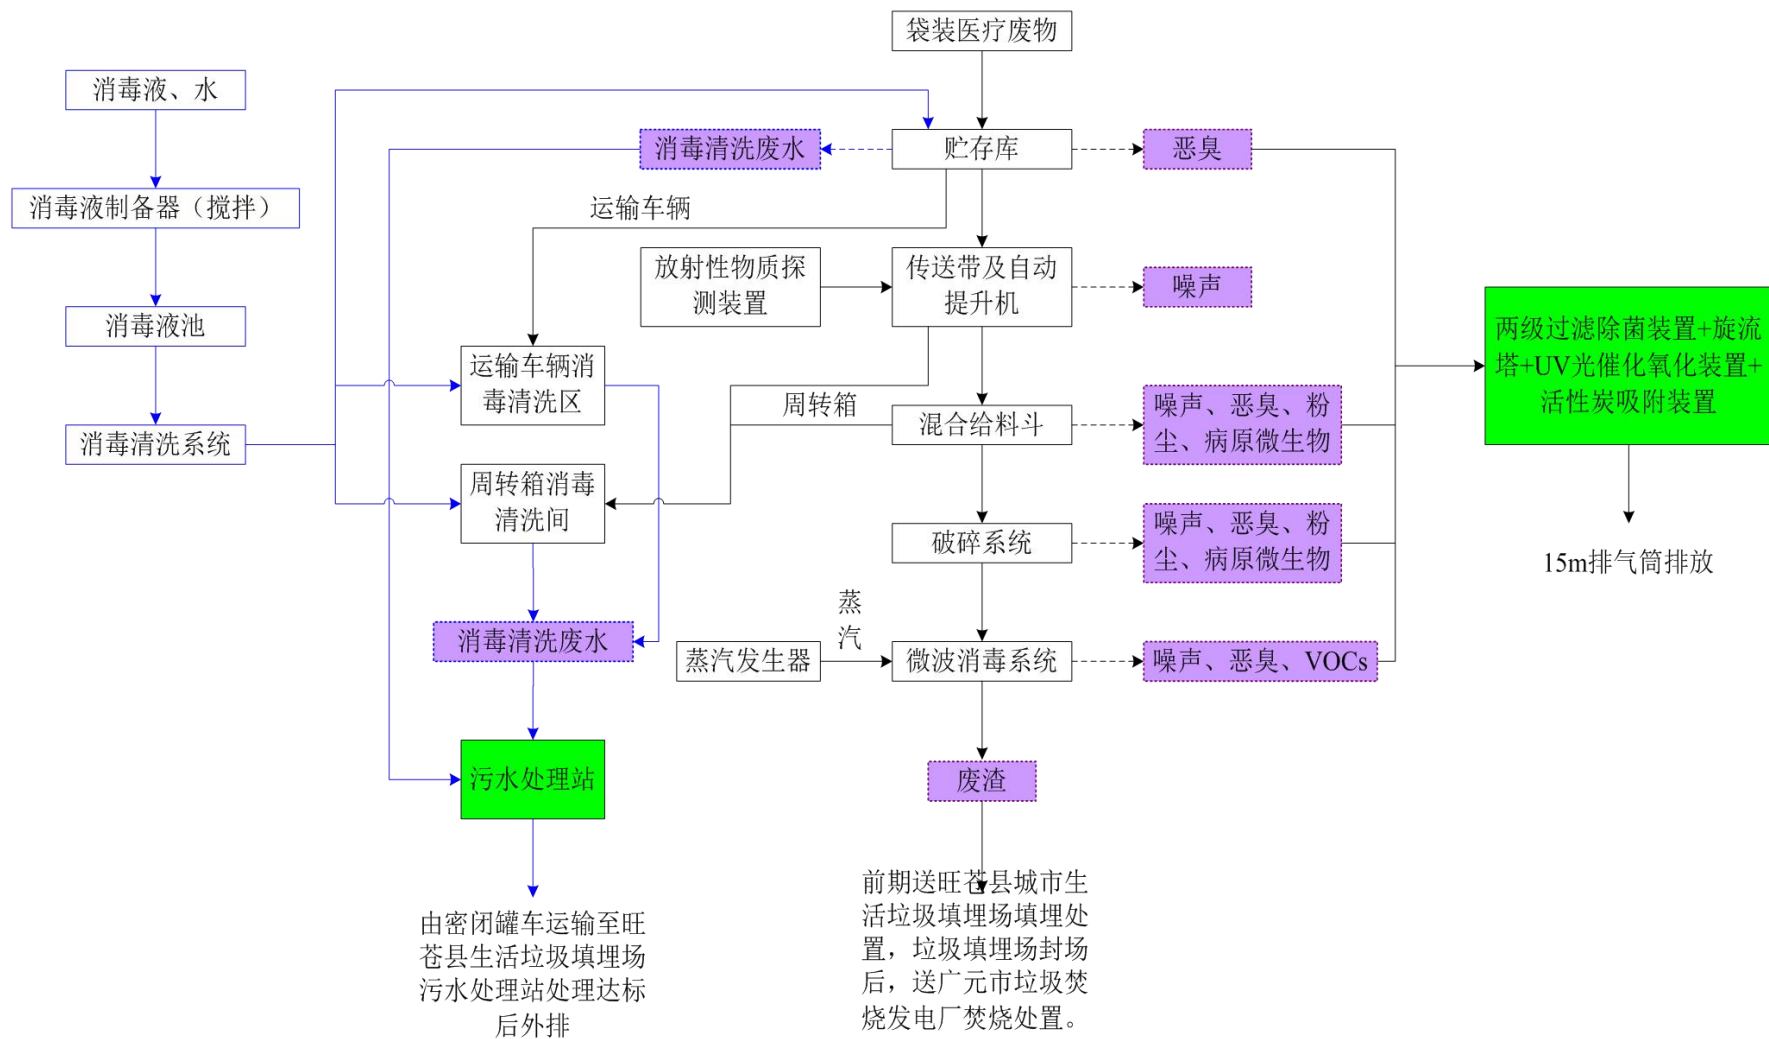 袋装医疗废物
消毒液、水
消毒清洗废水
贮存库
恶臭
消毒液制备器（搅拌）
运输车辆
放射性物质探
测装置
传送带及自动
提升机
噪声
消毒液池
两级过滤除菌装置+旋流
塔+UV光催化氧化装置+
活性炭吸附装置
运输车辆消
毒清洗区
周转箱
混合给料斗
噪声、恶臭、粉
尘、病原微生物
消毒清洗系统
周转箱消毒
清洗间
破碎系统
噪声、恶臭、粉
尘、病原微生物
15m排气筒排放
蒸
汽
消毒清洗废水
蒸汽发生器
微波消毒系统
噪声、恶臭、VOCs
污水处理站
废渣
由密闭罐车运输至旺
苍县生活垃圾填埋场
污水处理站处理达标
后外排
前期送旺苍县城市生
活垃圾填埋场填埋处
置，垃圾填埋场封场
后，送广元市垃圾焚
烧发电厂焚烧处置。